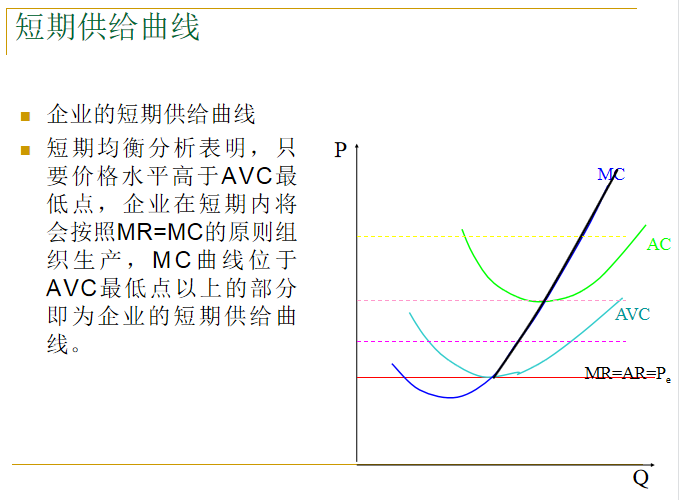 短期供给曲线
企业的短期供给曲线
短期均衡分析表明，只
要价格水平高于AVC最
低点，企业在短期内将
会按照MR=MC的原则组
织生产，MC曲线位于
AVC最低点以上的部分
即为企业的短期供给曲
线。
P
MC
AC
AVC
MR=AR=Pe
Q